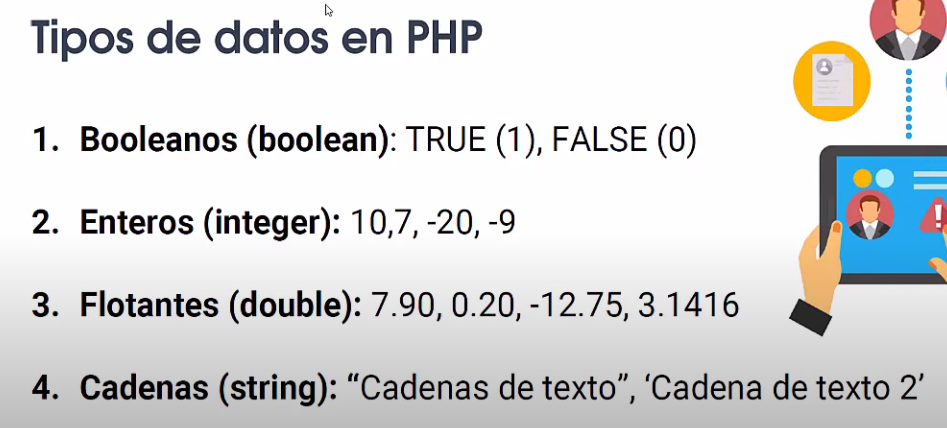 Tipos de datos en PHP
1. Booleanos (boolean): TRUE (1), FALSE (0)
2. Enteros (integer): 10,7, -20, -9
3. Flotantes (double): 7.90, 0.20, -12.75, 3.1416
4. Cadenas (string): “Cadenas de texto”, ‘Cadena de texto 2’